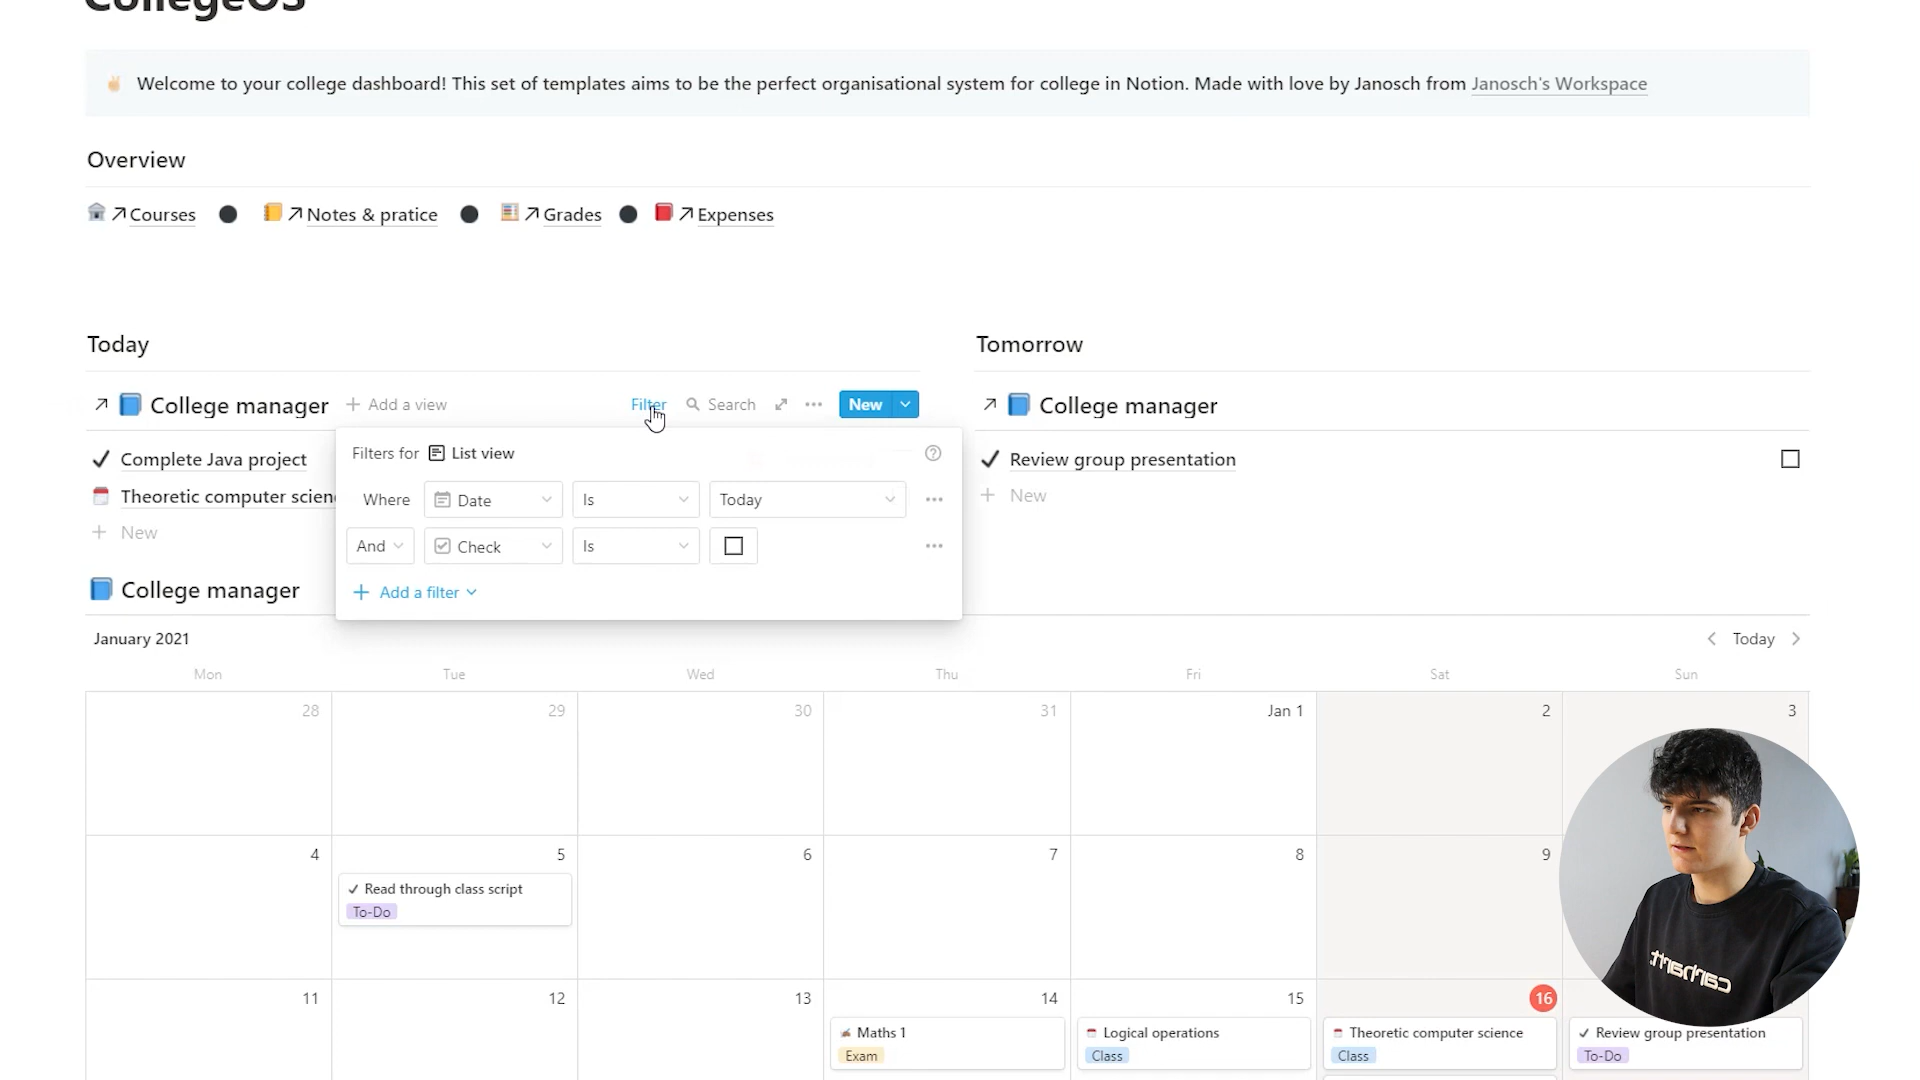 CollegeOS
Welcome to your college dashboard! This set of templates aims to be the perfect organisational system for college in Notion. Made with love by Janosch from Janosch's Workspace
Overview
Courses Notes & pratice Grades Expenses
Today
College manager Add a view Filter Search New
Complete Java project
Theoretic computer scien
New
Filters for List view
Where Date Is Today
And Check Is
Add a filter
Tomorrow
College manager
Review group presentation
New
College manager
January 2021 Today
Mon Tue Wed Thu Fri Sat Sun
28 29 30 31 Jan 1 2 3
4 5 6 7 8 9
Read through class script
To-Do
11 12 13 14 15 16
Maths 1 Logical operations Theoretic computer science Review group presentation
Exam Class Class To-Do
carhartt.